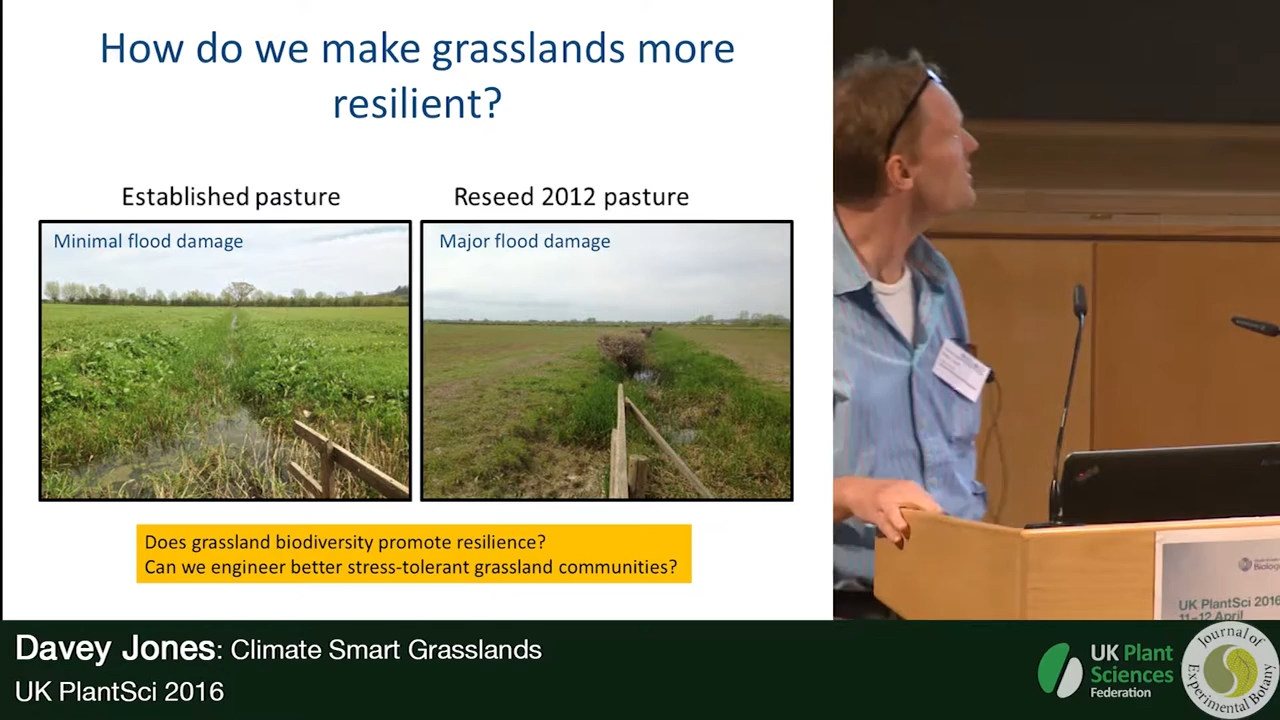 How do we make grasslands more
resilient?
Established pasture
Reseed 2012 pasture
Minimal flood damage
Major flood damage
Does grassland biodiversity promote resilience?
Can we engineer better stress-tolerant grassland communities?
UK PlantSci 2016
11-12 April
Davey Jones: Climate Smart Grasslands
UK PlantSci 2016
UK Plant
Sciences
Federation
Journal of
Experimental Botany